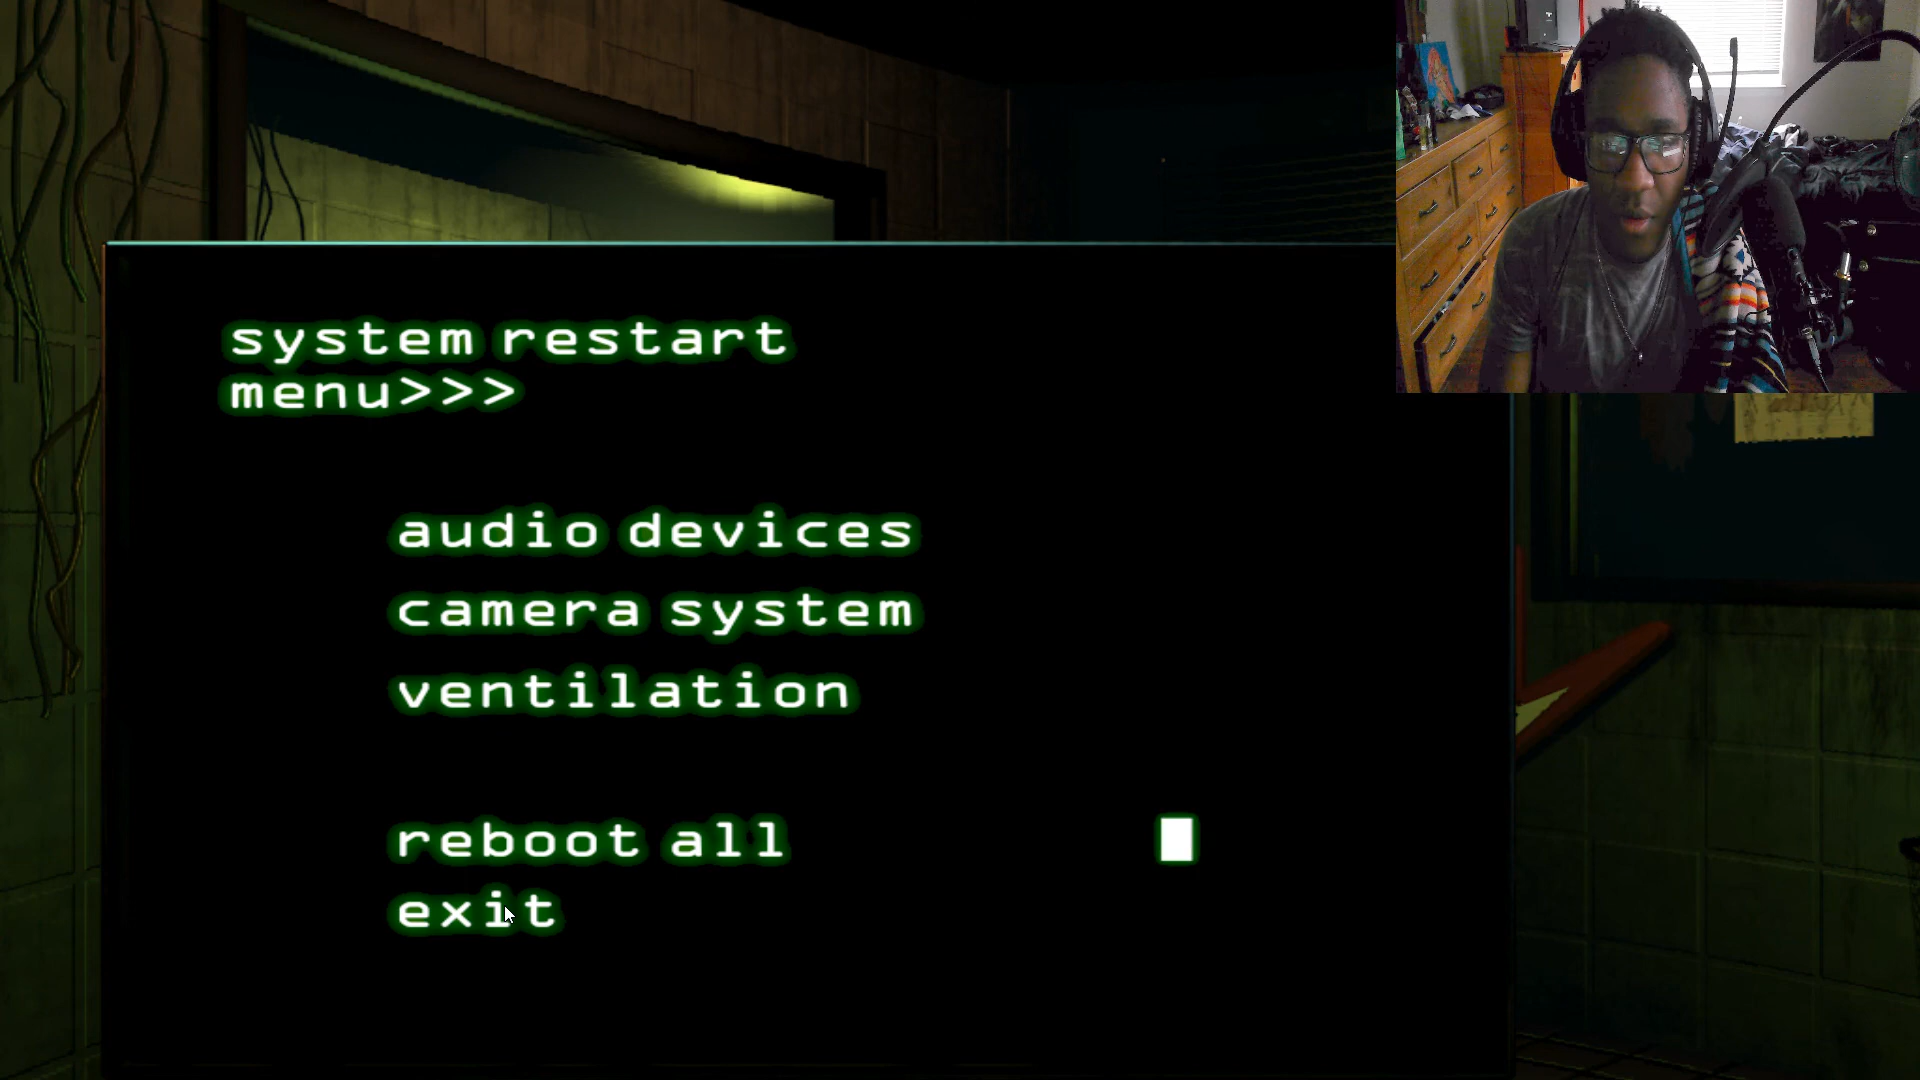 system restart
menu>>>
audio devices
camera system
ventilation
reboot all
exit